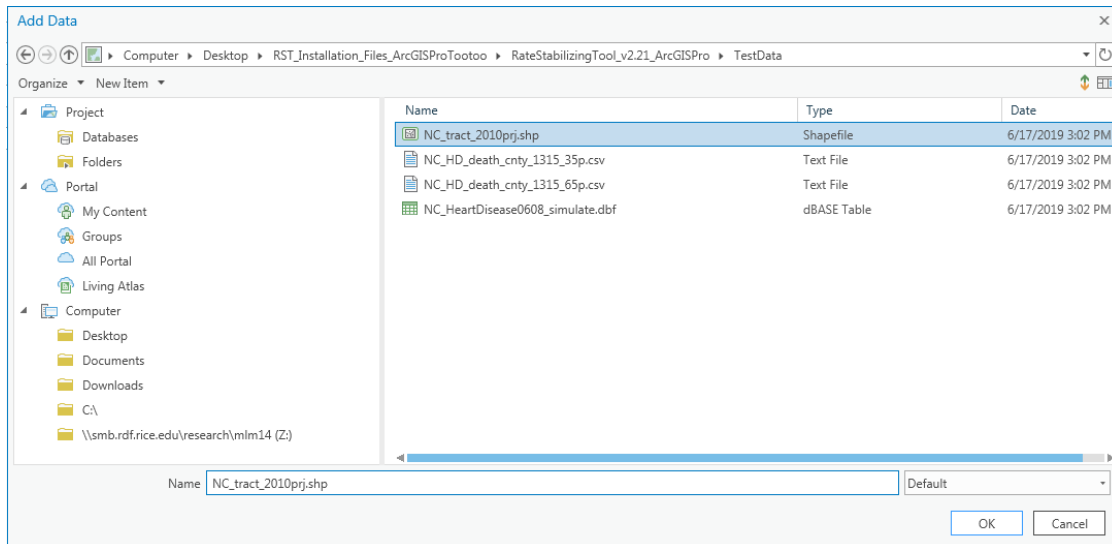 Add Data
Computer Desktop RST_Installation_Files_ArcGISProTootoo RateStabilizingTool_v2.21_ArcGISPro TestData
Organize New Item
Project
Databases
Folders
Portal
My Content
Groups
All Portal
Living Atlas
Computer
Desktop
Documents
Downloads
C:\
\\smb.rdf.rice.edu\research\mlm14 (Z:)
Name Type Date
NC_tract_2010prj.shp Shapefile 6/17/2019 3:02 PM
NC_HD_death_cnty_1315_35p.csv Text File 6/17/2019 3:02 PM
NC_HD_death_cnty_1315_65p.csv Text File 6/17/2019 3:02 PM
NC_HeartDisease0608_simulate.dbf dBASE Table 6/17/2019 3:02 PM
Name NC_tract_2010prj.shp Default
OK Cancel